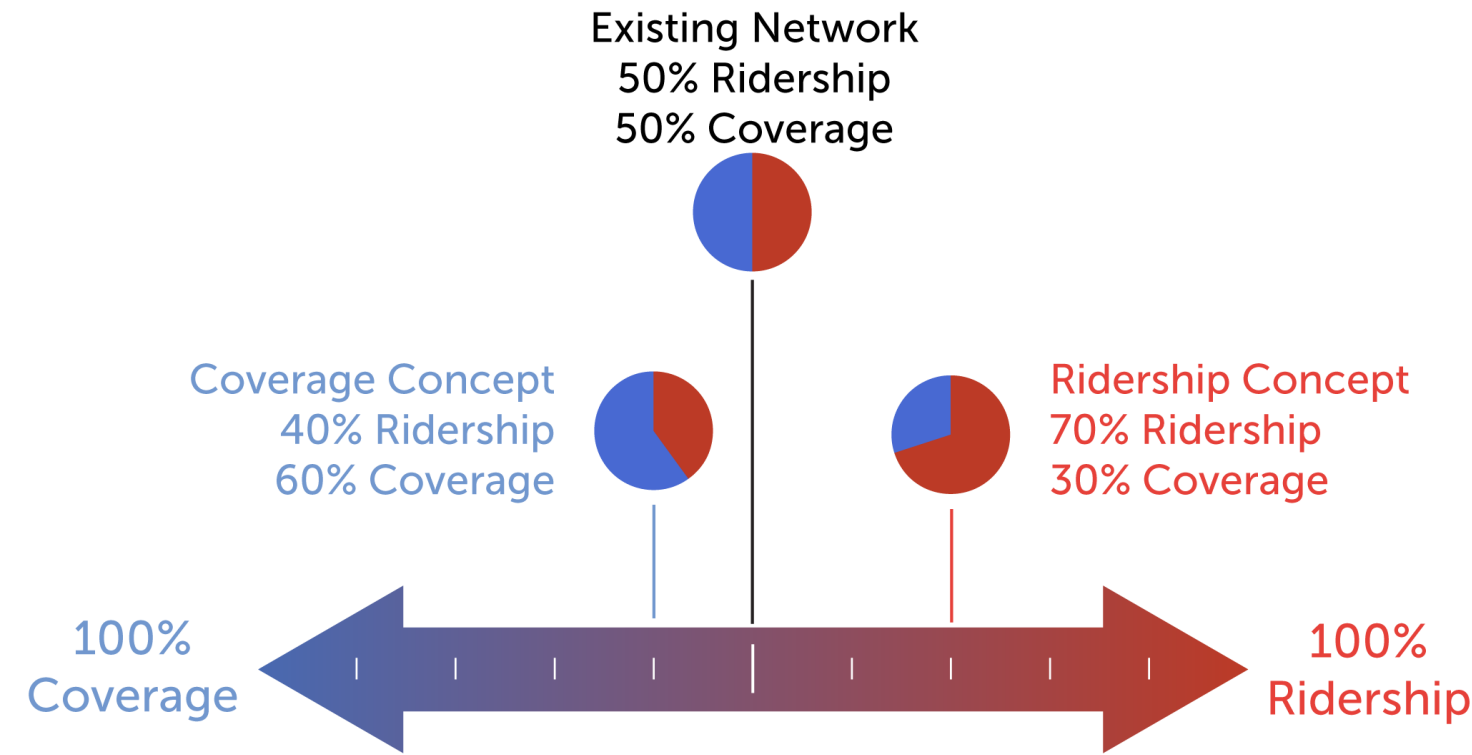 Existing Network
50% Ridership
50% Coverage
Coverage Concept
40% Ridership
60% Coverage
Ridership Concept
70% Ridership
30% Coverage
100%
Coverage
100%
Ridership